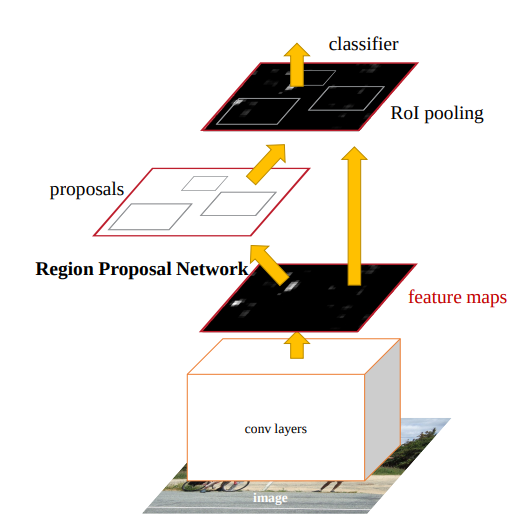 classifier
RoI pooling
proposals
Region Proposal Network
feature maps
conv layers
image